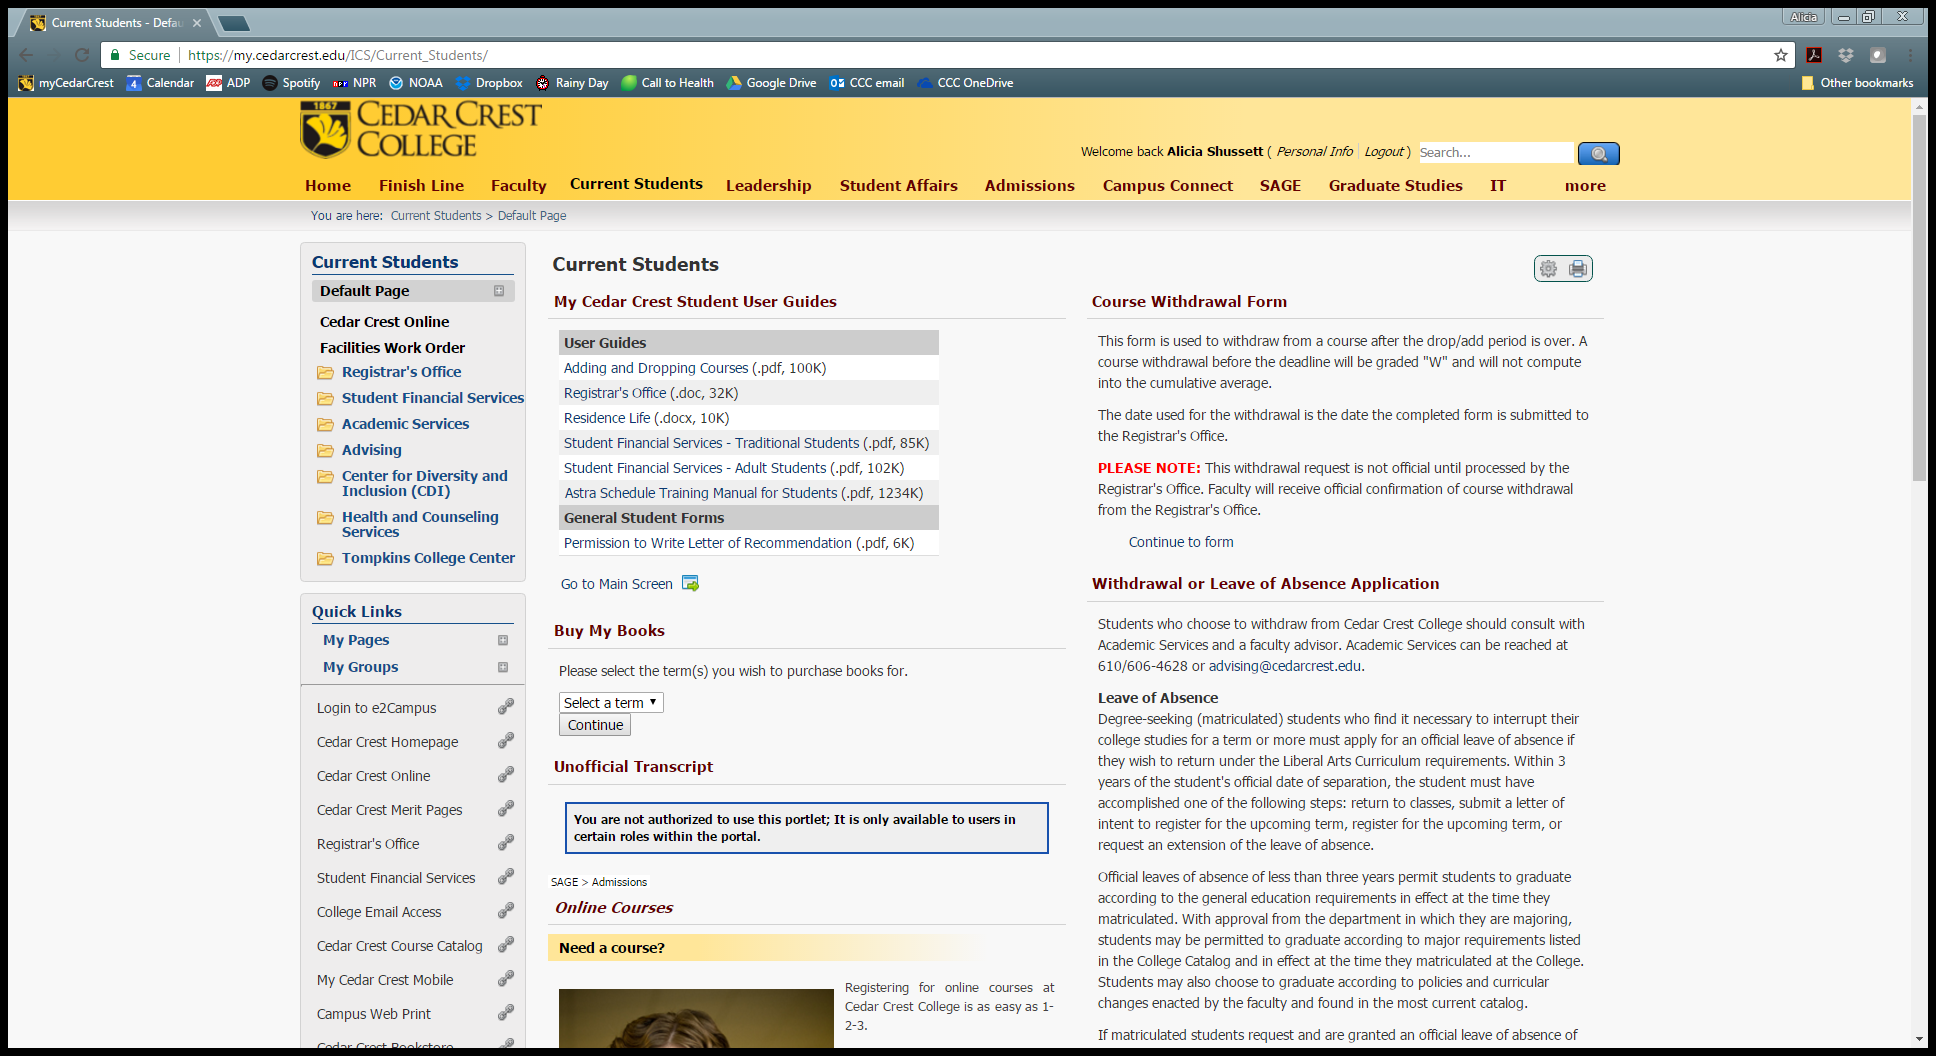 Current Students - Defau
Alicia
Secure
https://my.cedarcrest.edu/ICS/Current_Students/
myCedarCrest
4 Calendar
ADP ADP
Spotify
npr NPR
NOAA
Dropbox
Rainy Day
Call to Health
Google Drive
CCC email
CCC OneDrive
Other bookmarks
1867
CEDAR CREST
COLLEGE
Welcome back Alicia Shussett ( Personal Info | Logout )
Search...
Home Finish Line Faculty Current Students Leadership Student Affairs Admissions Campus Connect SAGE Graduate Studies IT more
You are here: Current Students > Default Page
Current Students
Default Page
Cedar Crest Online
Facilities Work Order
Registrar's Office
Student Financial Services
Academic Services
Advising
Center for Diversity and
Inclusion (CDI)
Health and Counseling
Services
Tompkins College Center
Quick Links
My Pages
My Groups
Login to e2Campus
Cedar Crest Homepage
Cedar Crest Online
Cedar Crest Merit Pages
Registrar's Office
Student Financial Services
College Email Access
Cedar Crest Course Catalog
My Cedar Crest Mobile
Campus Web Print
Cedar Crest Bookstore
Current Students
My Cedar Crest Student User Guides
User Guides
Adding and Dropping Courses (.pdf, 100K)
Registrar's Office (.doc, 32K)
Residence Life (.docx, 10K)
Student Financial Services - Traditional Students (.pdf, 85K)
Student Financial Services - Adult Students (.pdf, 102K)
Astra Schedule Training Manual for Students (.pdf, 1234K)
General Student Forms
Permission to Write Letter of Recommendation (.pdf, 6K)
Go to Main Screen
Buy My Books
Please select the term(s) you wish to purchase books for.
Select a term
Continue
Unofficial Transcript
You are not authorized to use this portlet; It is only available to users in
certain roles within the portal.
SAGE > Admissions
Online Courses
Need a course?
Registering for online courses at
Cedar Crest College is as easy as 1-
2-3.
Course Withdrawal Form
This form is used to withdraw from a course after the drop/add period is over. A
course withdrawal before the deadline will be graded "W" and will not compute
into the cumulative average.
The date used for the withdrawal is the date the completed form is submitted to
the Registrar's Office.
PLEASE NOTE: This withdrawal request is not official until processed by the
Registrar's Office. Faculty will receive official confirmation of course withdrawal
from the Registrar's Office.
Continue to form
Withdrawal or Leave of Absence Application
Students who choose to withdraw from Cedar Crest College should consult with
Academic Services and a faculty advisor. Academic Services can be reached at
610/606-4628 or advising@cedarcrest.edu.
Leave of Absence
Degree-seeking (matriculated) students who find it necessary to interrupt their
college studies for a term or more must apply for an official leave of absence if
they wish to return under the Liberal Arts Curriculum requirements. Within 3
years of the student's official date of separation, the student must have
accomplished one of the following steps: return to classes, submit a letter of
intent to register for the upcoming term, register for the upcoming term, or
request an extension of the leave of absence.
Official leaves of absence of less than three years permit students to graduate
according to the general education requirements in effect at the time they
matriculated. With approval from the department in which they are majoring,
students may be permitted to graduate according to major requirements listed
in the College Catalog and in effect at the time they matriculated at the College.
Students may also choose to graduate according to policies and curricular
changes enacted by the faculty and found in the most current catalog.
If matriculated students request and are granted an official leave of absence of